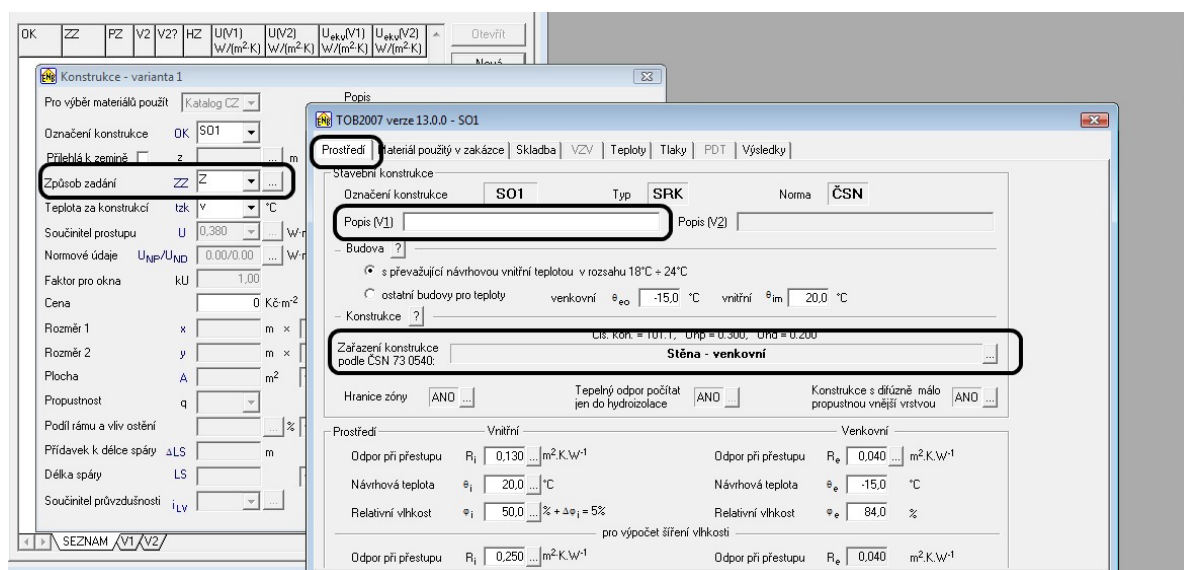 OK ZZ PZ V2 V2? HZ U(V1) W/(m²·K) U(V2) W/(m²·K) Uekv(V1) W/(m²·K) Uekv(V2) W/(m²·K) Otevřít
Nová
Konstrukce - varianta 1
Pro výběr materiálů použít Katalog CZ
Popis
Označení konstrukce OK SO1
Přilehlá k zemině z ... m
Způsob zadání ZZ Z ...
Teplota za konstrukcí tzk v °C
Součinitel prostupu U 0,380 ...
Normové údaje UNP/UND 0.00/0.00 ...
Faktor pro okna kU 1,00
Cena 0 Kč·m-2
Rozměr 1 x m ×
Rozměr 2 y m ×
Plocha A m²
Propustnost q
Podíl rámu a vliv ostění ... %
Přídavek k délce spáry ΔLS m
Délka spáry LS
Součinitel průvzdušnosti iLV ...
SEZNAM V1 V2
TOB2007 verze 13.0.0 - SO1
Prostředí Materiál použitý v zakázce Skladba VZV Teploty Tlaky PDT Výsledky
Stavební konstrukce
Označení konstrukce SO1 Typ SRK Norma ČSN
Popis (V1) Popis (V2)
Budova ?
s převažující návrhovou vnitřní teplotou v rozsahu 18°C ÷ 24°C
ostatní budovy pro teploty venkovní θeo -15,0 °C vnitřní θim 20,0 °C
Konstrukce ?
Čís. kon. = 101.1, Unp = 0.300, Und = 0.200
Zařazení konstrukce
podle ČSN 73 0540: Stěna - venkovní ...
Hranice zóny ANO ... Tepelný odpor počítat
jen do hydroizolace ANO ... Konstrukce s difúzně málo
propustnou vnější vrstvou ANO ...
Prostředí Vnitřní Venkovní
Odpor při přestupu Ri 0,130 ... m².K.W-1 Odpor při přestupu Re 0,040 ... m².K.W-1
Návrhová teplota θi 20,0 ... °C Návrhová teplota θe -15,0 °C
Relativní vlhkost φi 50,0 ... % + Δφi = 5% Relativní vlhkost φe 84,0 %
pro výpočet šíření vlhkosti
Odpor při přestupu Ri 0,250 ... m².K.W-1 Odpor při přestupu Re 0,040 m².K.W-1